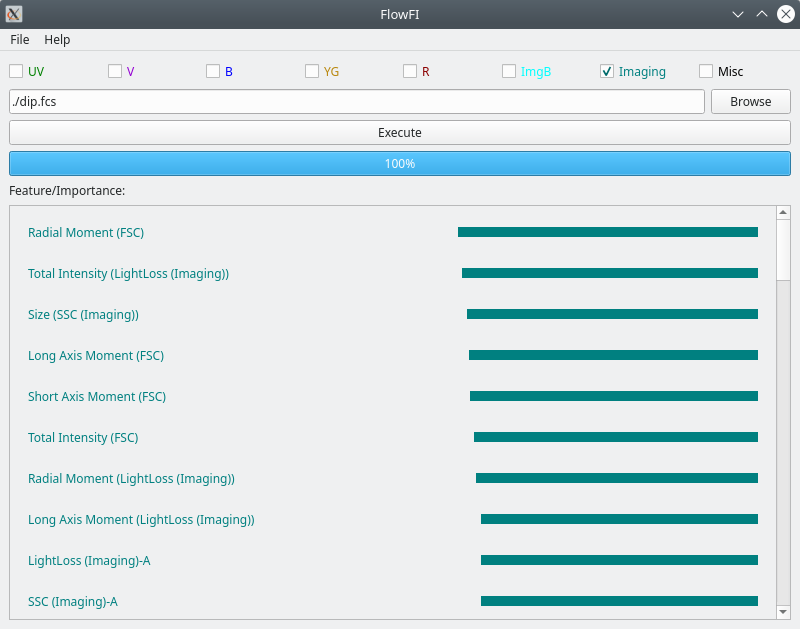 FlowFI
File Help
UV V B YG R ImgB Imaging Misc
./dip.fcs Browse
Execute
100%
Feature/Importance:
Radial Moment (FSC)
Total Intensity (LightLoss (Imaging))
Size (SSC (Imaging))
Long Axis Moment (FSC)
Short Axis Moment (FSC)
Total Intensity (FSC)
Radial Moment (LightLoss (Imaging))
Long Axis Moment (LightLoss (Imaging))
LightLoss (Imaging)-A
SSC (Imaging)-A